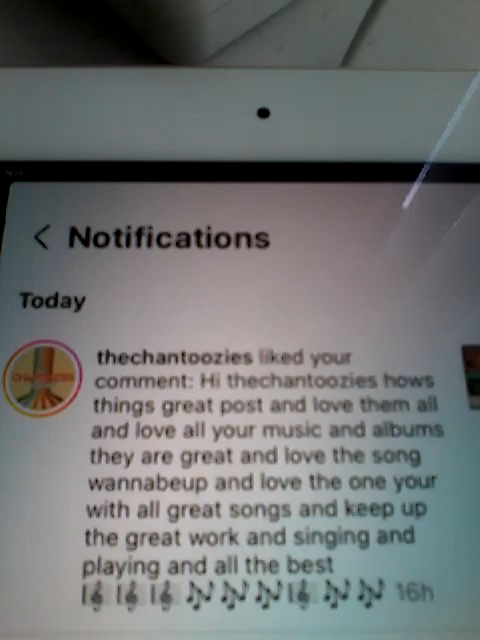 Notifications
Today
thechantoozies liked your
comment: Hi thechantoozies hows
things great post and love them all
and love all your music and albums
they are great and love the song
wannabeup and love the one your
with all great songs and keep up
the great work and singing and
playing and all the best
🎼🎼🎼🎶🎶🎶🎼🎶🎶 16h